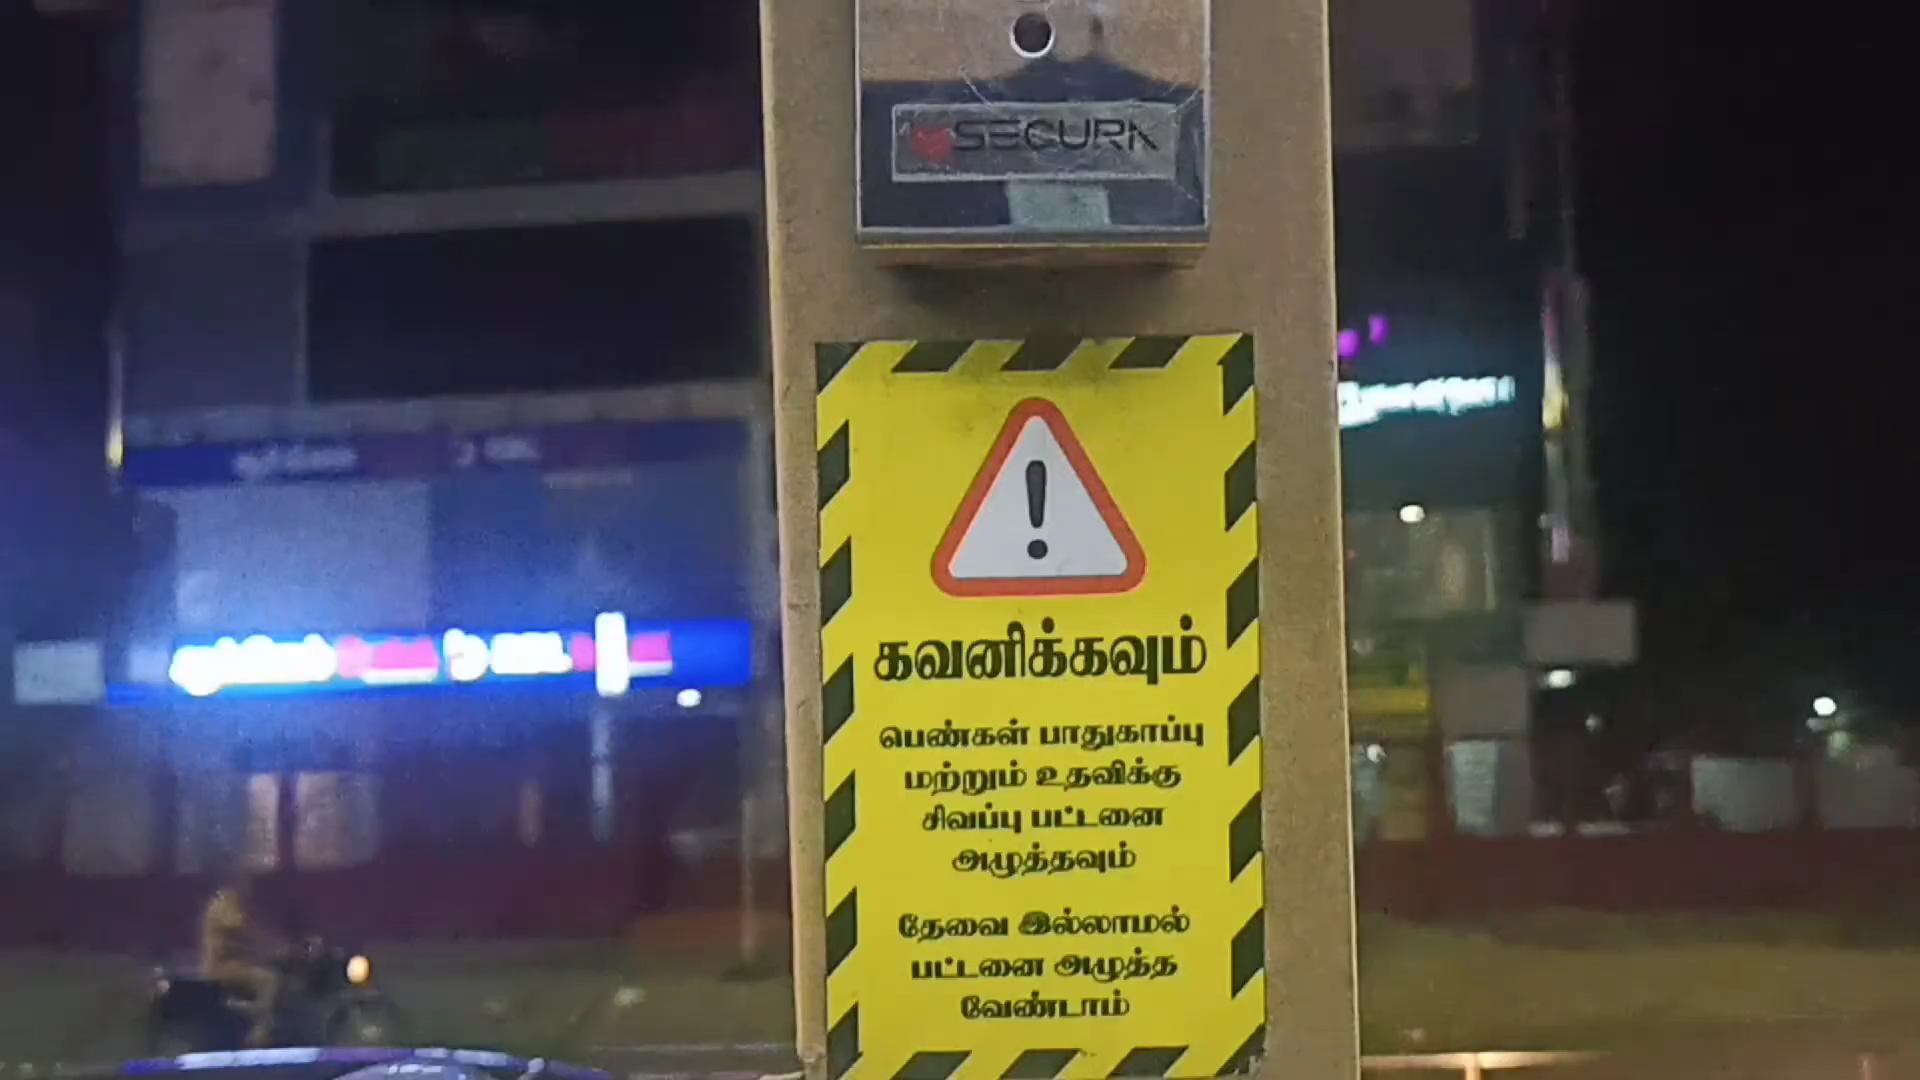 SECURA
கவனிக்கவும்
பெண்கள் பாதுகாப்பு
மற்றும் உதவிக்கு
சிவப்பு பட்டனை
அழுத்தவும்
தேவை இல்லாமல்
பட்டனை அழுத்த
வேண்டாம்